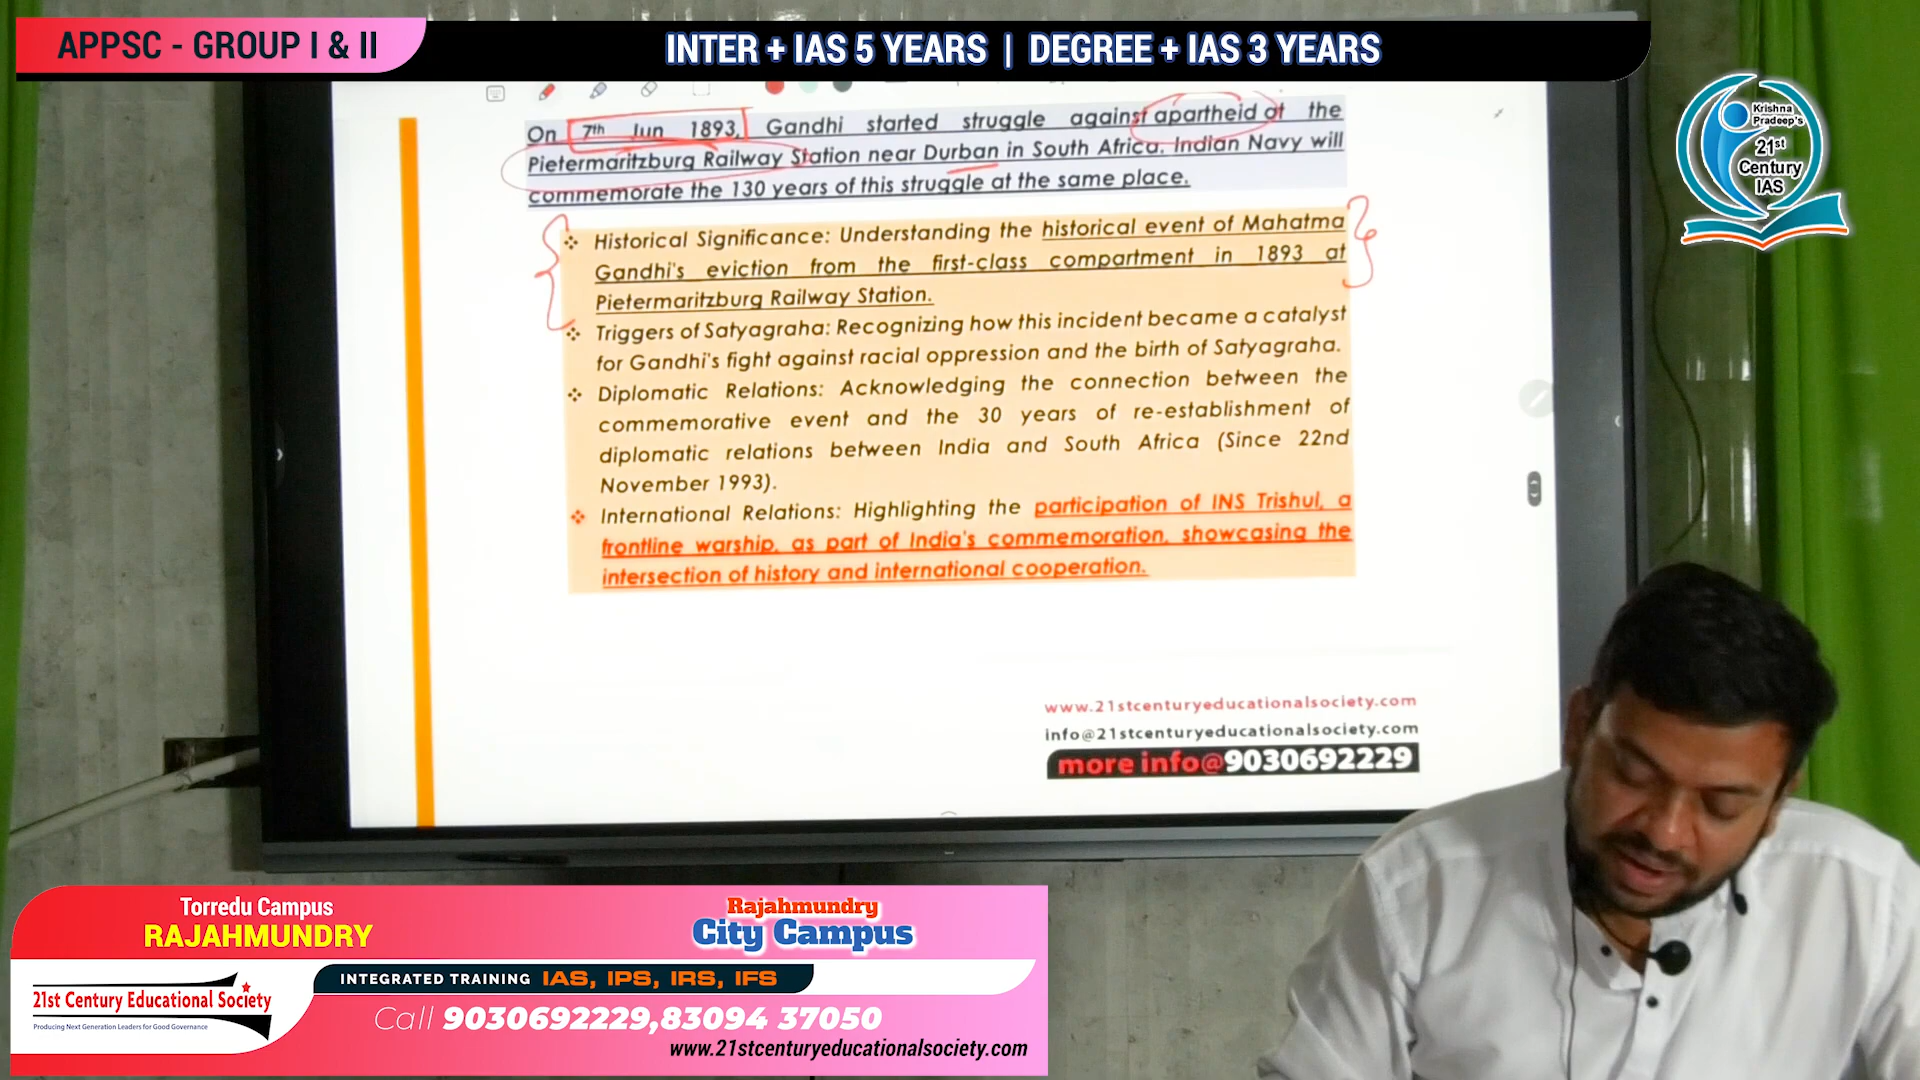 APPSC - GROUP I & II
INTER + IAS 5 YEARS | DEGREE + IAS 3 YEARS
Krishna
Pradeep's
21st
Century
IAS
On 7th Jun 1893, Gandhi started struggle against apartheid at the
Pietermaritzburg Railway Station near Durban in South Africa. Indian Navy will
commemorate the 130 years of this struggle at the same place.
Historical Significance: Understanding the historical event of Mahatma
Gandhi's eviction from the first-class compartment in 1893 at
Pietermaritzburg Railway Station.
Triggers of Satyagraha: Recognizing how this incident became a catalyst
for Gandhi's fight against racial oppression and the birth of Satyagraha.
Diplomatic Relations: Acknowledging the connection between the
commemorative event and the 30 years of re-establishment of
diplomatic relations between India and South Africa (Since 22nd
November 1993).
International Relations: Highlighting the participation of INS Trishul, a
frontline warship, as part of India's commemoration, showcasing the
intersection of history and international cooperation.
www.21stcenturyeducationalsociety.com
info@21stcenturyeducationalsociety.com
more info@9030692229
Torredu Campus
RAJAHMUNDRY
Rajahmundry
City Campus
INTEGRATED TRAINING IAS, IPS, IRS, IFS
21st Century Educational Society
Producing Next Generation Leaders for Good Governance
Call 9030692229,83094 37050
www.21stcenturyeducationalsociety.com